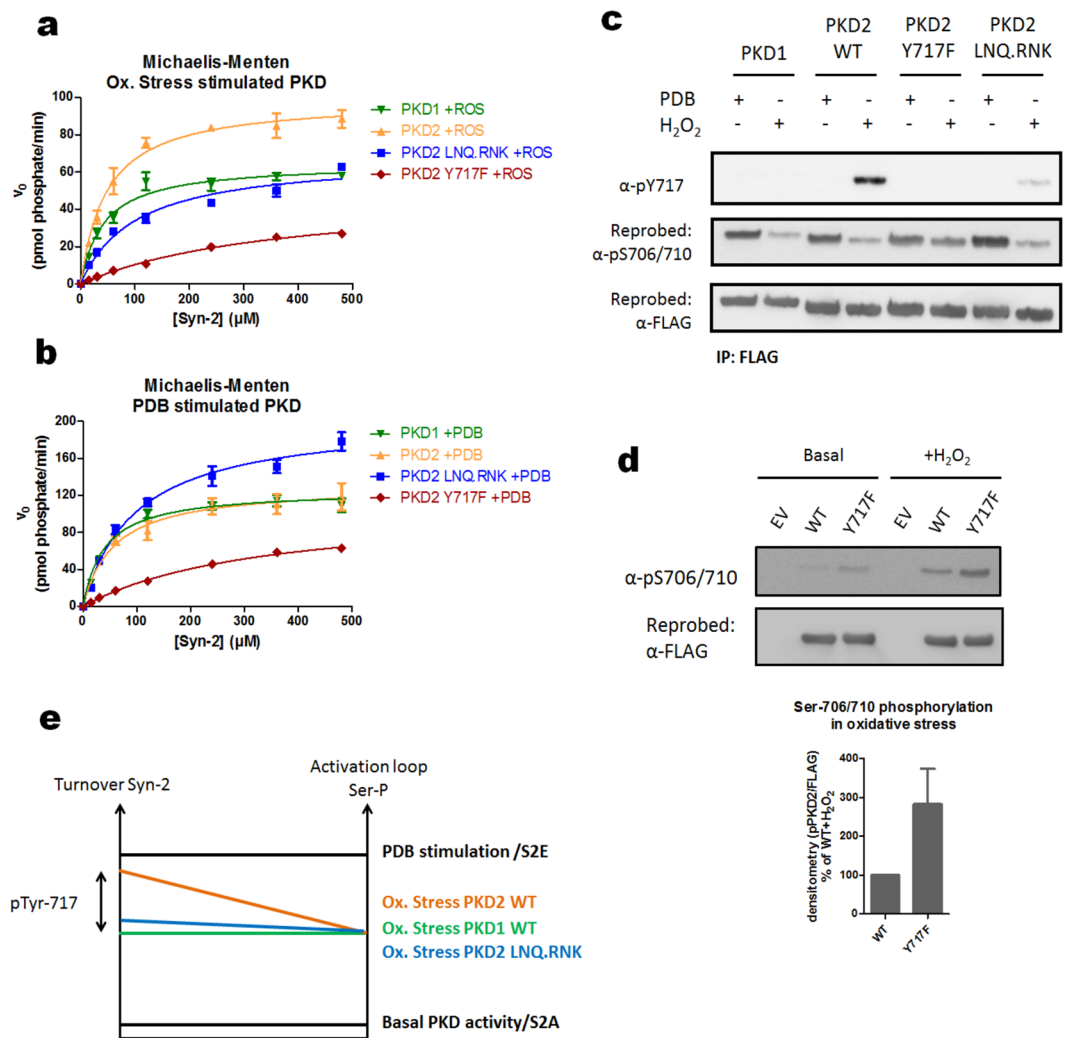 a
Michaelis-Menten
Ox. Stress stimulated PKD
v0
(pmol phosphate/min)
100
80
60
40
20
0
0 100 200 300 400 500
[Syn-2] (µM)
PKD1 +ROS
PKD2 +ROS
PKD2 LNQ.RNK +ROS
PKD2 Y717F +ROS
b
Michaelis-Menten
PDB stimulated PKD
v0
(pmol phosphate/min)
200
160
120
80
40
0
0 100 200 300 400 500
[Syn-2] (µM)
PKD1 +PDB
PKD2 +PDB
PKD2 LNQ.RNK +PDB
PKD2 Y717F +PDB
c
PKD1
PKD2
WT
PKD2
Y717F
PKD2
LNQ.RNK
PDB + - + - + - + -
H2O2 - + - + - + - +
α-pY717
Reprobed:
α-pS706/710
Reprobed:
α-FLAG
IP: FLAG
d
Basal +H2O2
EV WT Y717F EV WT Y717F
α-pS706/710
Reprobed:
α-FLAG
Ser-706/710 phosphorylation
in oxidative stress
densitometry (pPKD2/FLAG)
% of WT+H2O2
400
300
200
100
0
WT Y717F
e
Turnover Syn-2
Activation loop
Ser-P
pTyr-717
PDB stimulation /S2E
Ox. Stress PKD2 WT
Ox. Stress PKD1 WT
Ox. Stress PKD2 LNQ.RNK
Basal PKD activity/S2A